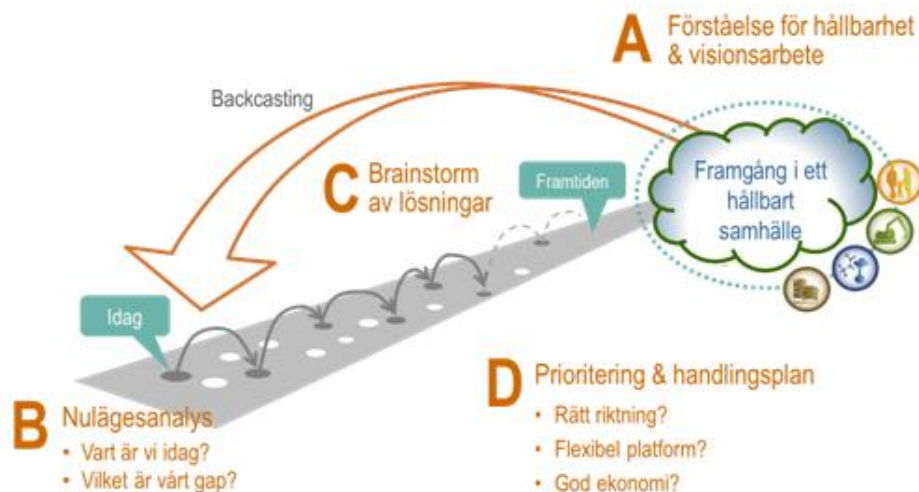 A
Förståelse för hållbarhet
& visionsarbete
Backcasting
C
Brainstorm
av lösningar
Framtiden
Framgång i ett
hållbart
samhälle
Idag
B
Nulägesanalys
• Vart är vi idag?
• Vilket är vårt gap?
D
Prioritering & handlingsplan
• Rätt riktning?
• Flexibel platform?
• God ekonomi?